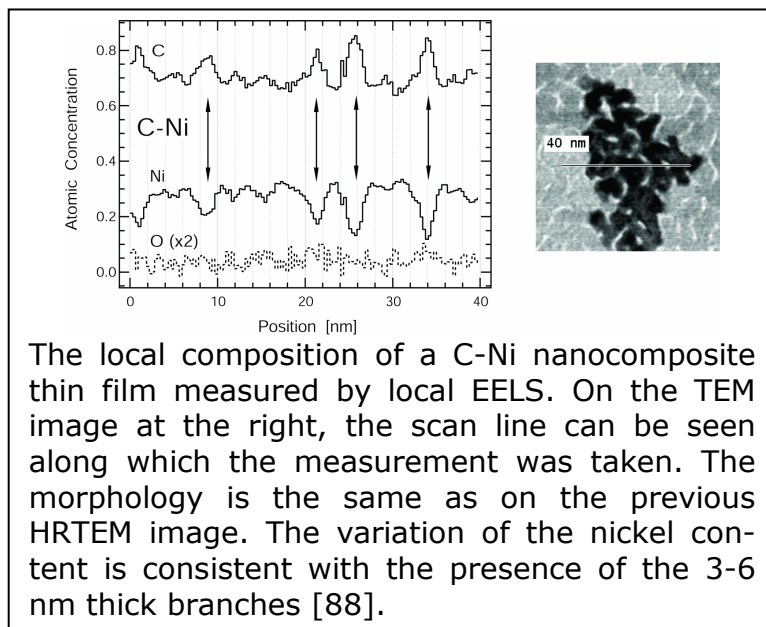 0.8
C
0.6
C-Ni
0.4
Atomic Concentration
Ni
0.2
O (x2)
0.0
0
10
20
30
40
Position [nm]
40 nm
The local composition of a C-Ni nanocomposite
thin film measured by local EELS. On the TEM
image at the right, the scan line can be seen
along which the measurement was taken. The
morphology is the same as on the previous
HRTEM image. The variation of the nickel con-
tent is consistent with the presence of the 3-6
nm thick branches [88].